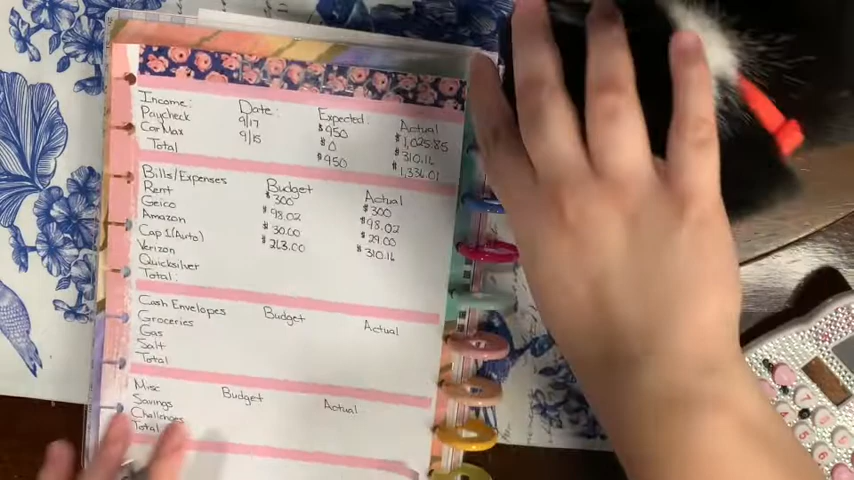 Income: Date: Expected Actual
Paycheck 9/17 $950 $1,025.85
CarMax 9/15 $0 $310.16
Total $950 $1,336.01
Bills/Expenses Budget Actual
Rent $300 $300
Geico $98.02 $98.02
Amazon $30.00 $29.00
Cap 1(Auto) $263.00 $310.16
Verizon
Quicksilver
Total:
Cash Envelopes Budget Actual
Groceries
Gas
Salt
Total
Misc Budget Actual
Savings
Challenges
Total